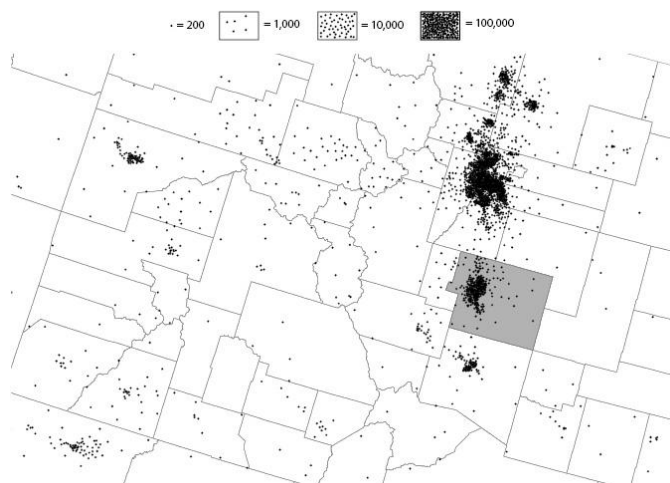 = 200 = 1,000 = 10,000 = 100,000